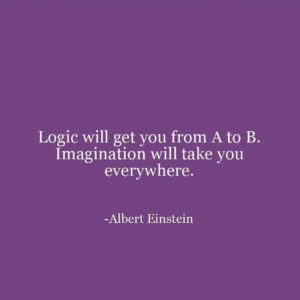 Logic will get you from A to B.
Imagination will take you
everywhere.
-Albert Einstein